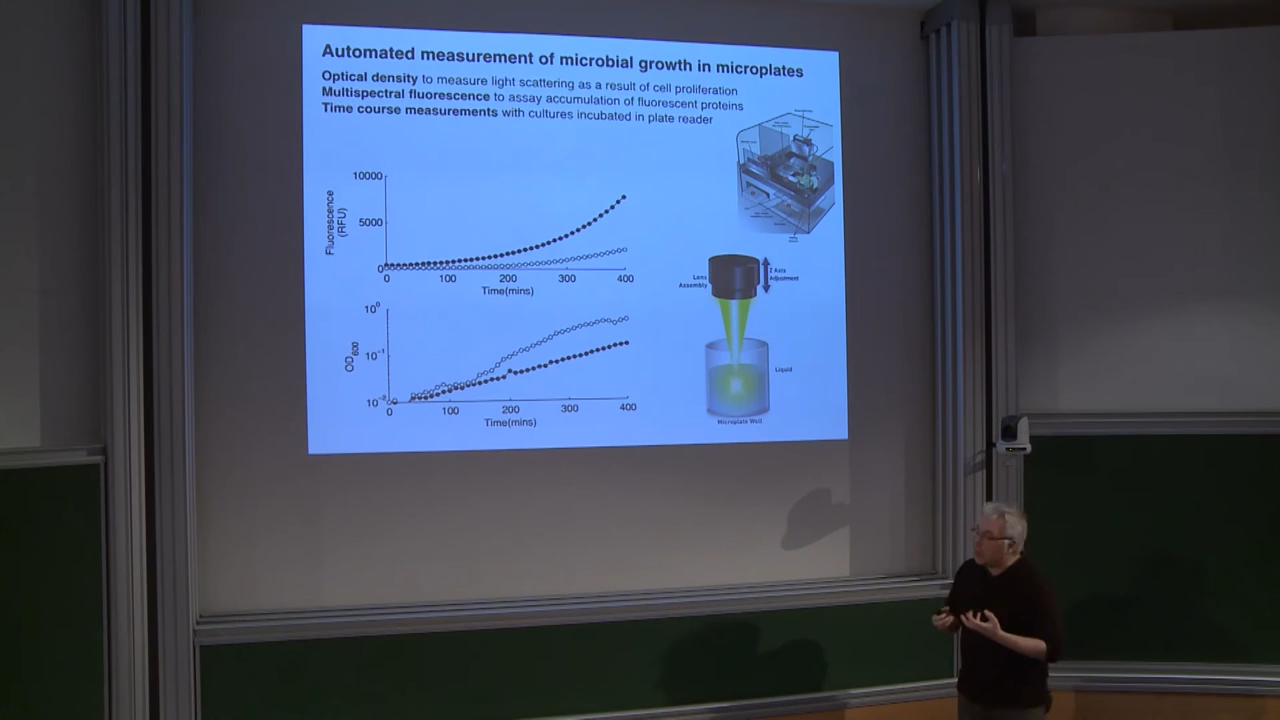 Automated measurement of microbial growth in microplates
Optical density to measure light scattering as a result of cell proliferation
Multispectral fluorescence to assay accumulation of fluorescent proteins
Time course measurements with cultures incubated in plate reader
10000
5000
0
Fluorescence
(RFU)
0 100 200 300 400
Time(mins)
10⁰
10⁻¹
10⁻²
OD600
0 100 200 300 400
Time(mins)
Lens
Assembly
Z Axis
Adjustment
Liquid
Microplate Well